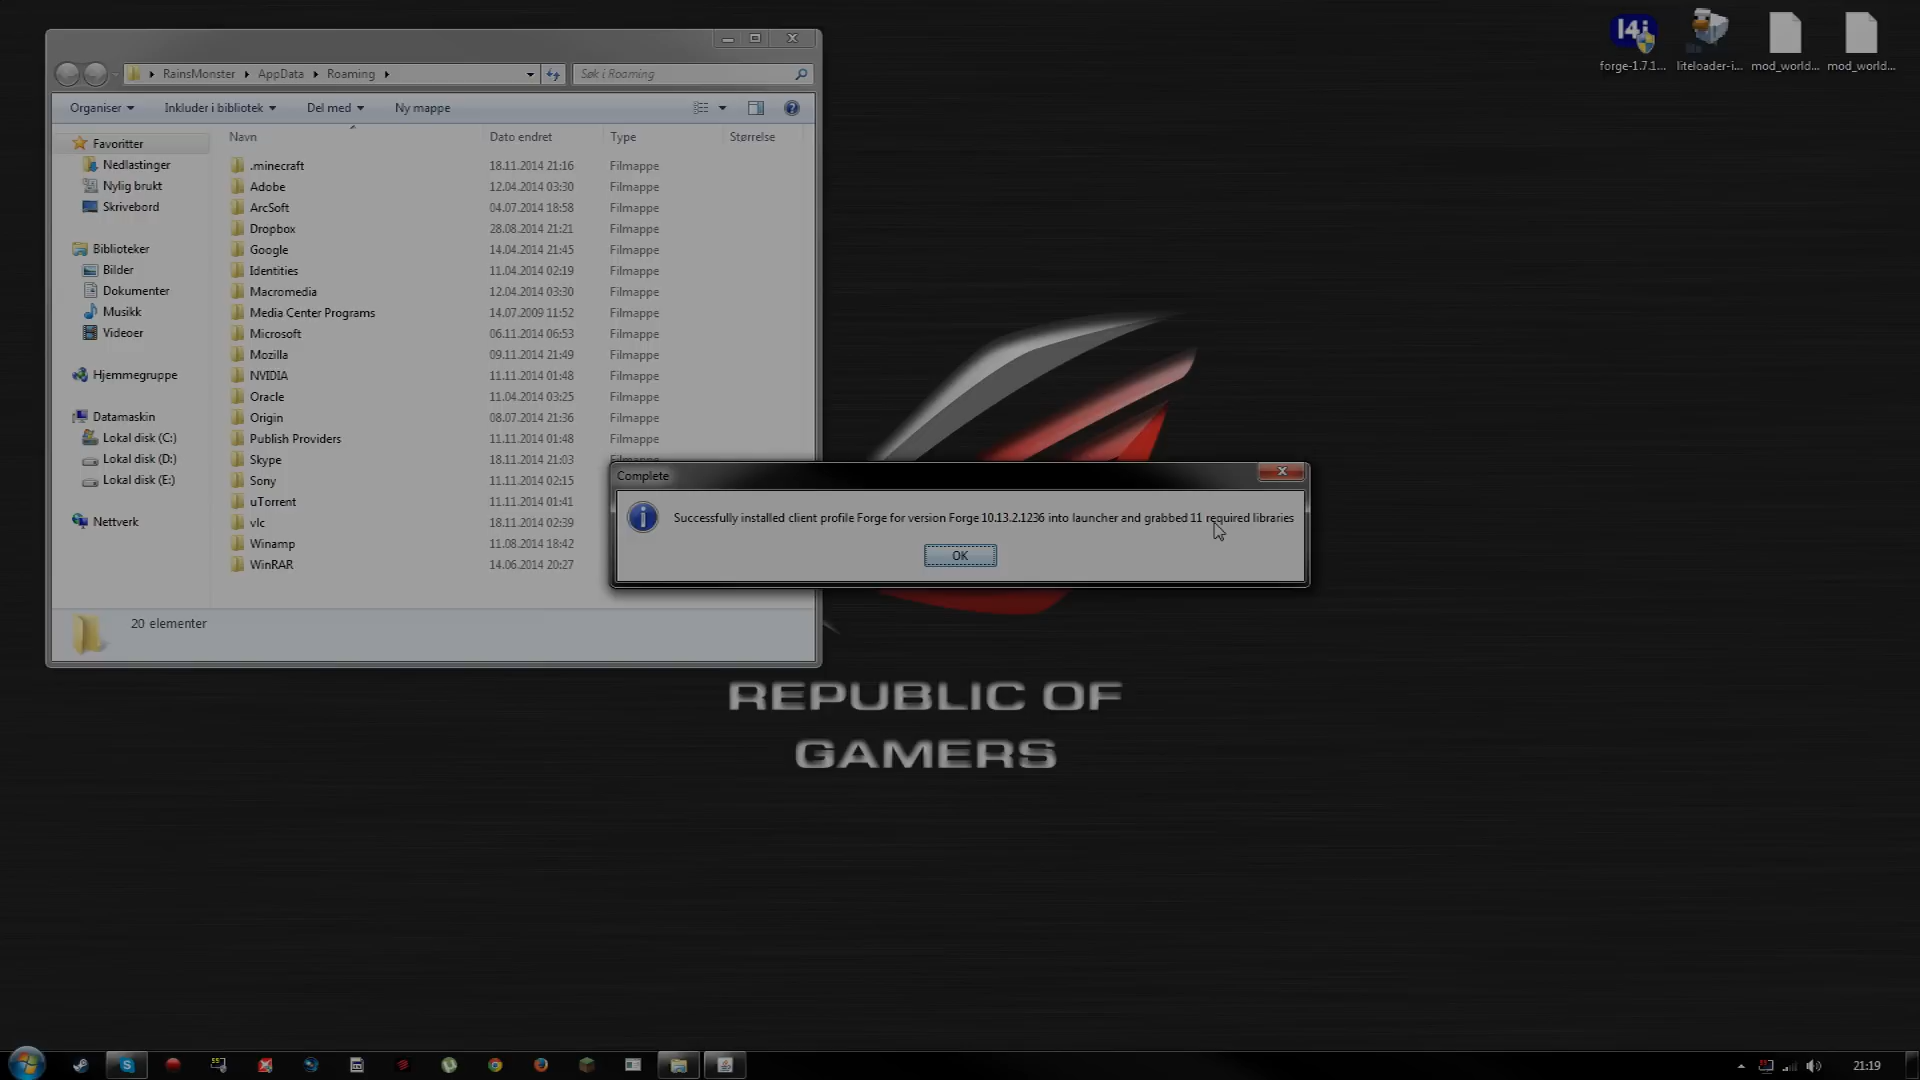 forge-1.7.1...
liteloader-i...
mod_world...
mod_world...
RainsMonster
AppData
Roaming
Søk i Roaming
Organiser
Inkluder i bibliotek
Del med
Ny mappe
Navn
Dato endret
Type
Størrelse
Favoritter
Nedlastinger
Nylig brukt
Skrivebord
Biblioteker
Bilder
Dokumenter
Musikk
Videoer
Hjemmegruppe
Datamaskin
Lokal disk (C:)
Lokal disk (D:)
Lokal disk (E:)
Nettverk
.minecraft 18.11.2014 21:16 Filmappe
Adobe 12.04.2014 03:30 Filmappe
ArcSoft 04.07.2014 18:58 Filmappe
Dropbox 28.08.2014 21:21 Filmappe
Google 14.04.2014 21:45 Filmappe
Identities 11.04.2014 02:19 Filmappe
Macromedia 12.04.2014 03:30 Filmappe
Media Center Programs 14.07.2009 11:52 Filmappe
Microsoft 06.11.2014 06:53 Filmappe
Mozilla 09.11.2014 21:49 Filmappe
NVIDIA 11.11.2014 01:48 Filmappe
Oracle 11.04.2014 03:25 Filmappe
Origin 08.07.2014 21:36 Filmappe
Publish Providers 11.11.2014 01:48 Filmappe
Skype 18.11.2014 21:03 Filmappe
Sony 11.11.2014 02:15
uTorrent 11.11.2014 01:41
vlc 18.11.2014 02:39
Winamp 11.08.2014 18:42
WinRAR 14.06.2014 20:27
20 elementer
Complete
Successfully installed client profile Forge for version Forge 10.13.2.1236 into launcher and grabbed 11 required libraries
OK
REPUBLIC OF
GAMERS
21:19